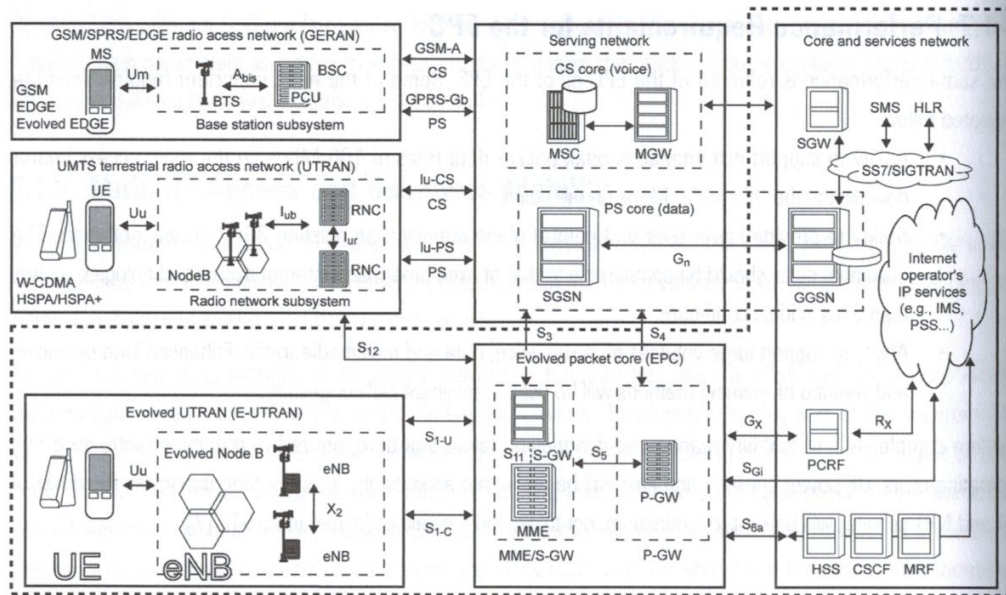 GSM/SPRS/EDGE radio acess network (GERAN)
MS
GSM
EDGE
Evolved EDGE
Um
BTS
Abis
PCU
Base station subsystem
GSM-A
CS
GPRS-Gb
PS
Serving network
CS core (data)
MSC
MGW
Core and services network
SGW
SMS
HLR
SS7/SIGTRAN
UMTS terrestrial radio access network (UTRAN)
UE
Uu
W-CDMA
HSPA/HSPA+
NodeB
Iub
Iur
RNC
RNC
Radio network subsystem
Iu-CS
CS
Iu-PS
PS
PS core (data)
SGSN
Gn
GGSN
Internet
operator's
IP services
(e.g., IMS,
PSS...)
S12
S3
S4
Evolved packet core (EPC)
Evolved UTRAN (E-UTRAN)
Evolved Node B
Uu
eNB
X2
eNB
UE
eNB
S1-U
S1-C
S11
S-GW
S5
MME
MME/S-GW
P-GW
P-GW
GX
RX
PCRF
SGi
S6a
HSS
CSCF
MRF